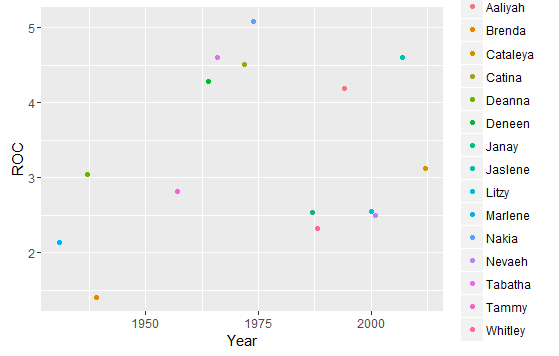 5
4
3
2
ROC
1950
1975
2000
Year
Aaliyah
Brenda
Cataleya
Catina
Deanna
Deneen
Janay
Jaslene
Litzy
Marlene
Nakia
Nevaeh
Tabatha
Tammy
Whitley